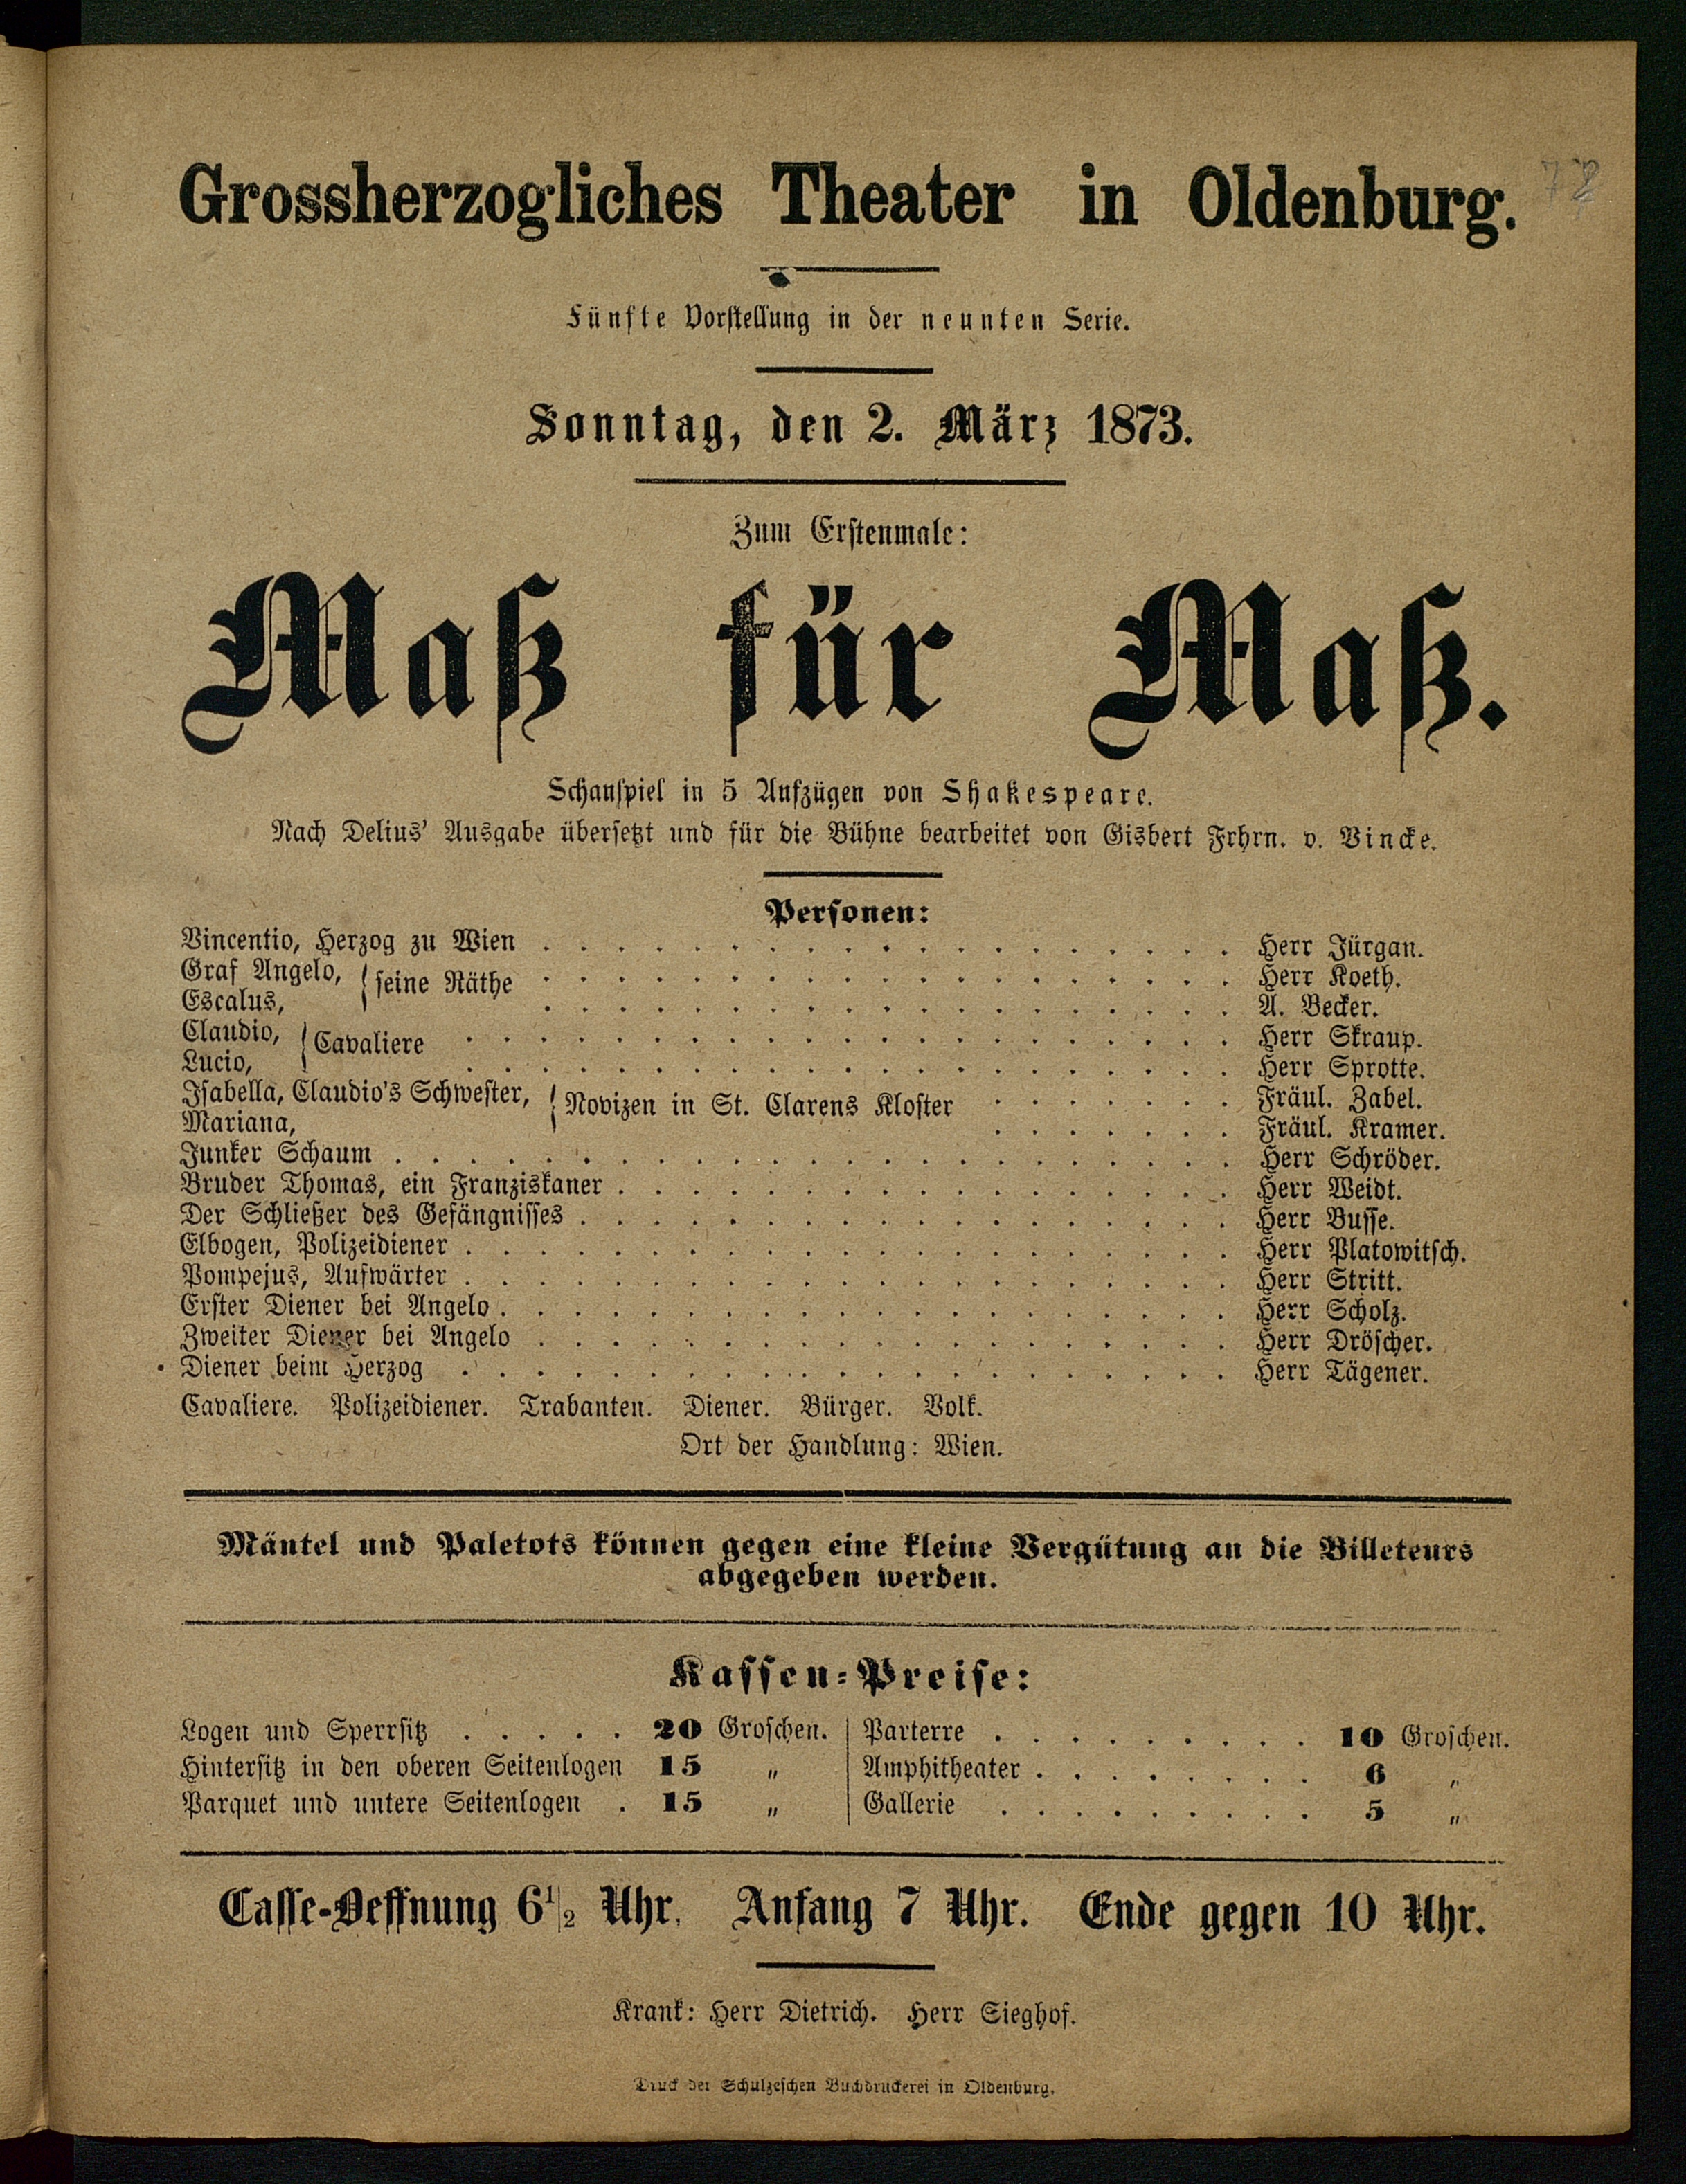 Grossherzogliches Theater in Oldenburg.
Fünfte Vorstellung in der neunten Serie.
Sonntag, den 2. März 1873.
Zum Erstenmale:
Maß für Maß.
Schauspiel in 5 Aufzügen von Shakespeare.
Nach Delius' Ausgabe übersetzt und für die Bühne bearbeitet von Gisbert Frhrn. v. Vincke.
Personen:
Vincentio, Herzog zu Wien . . . . . Herr Jürgan.
Graf Angelo, { seine Räthe . . . . . Herr Koeth.
Escalus, . . . . . A. Becker.
Claudio, { Cavaliere . . . . . Herr Skraup.
Lucio, . . . . . Herr Sprotte.
Isabella, Claudio's Schwester, { Novizen in St. Clarens Kloster . . . . . Fräul. Zabel.
Mariana, . . . . . Fräul. Kramer.
Junker Schaum . . . . . Herr Schröder.
Bruder Thomas, ein Franziskaner . . . . . Herr Weidt.
Der Schließer des Gefängnisses . . . . . Herr Busse.
Elbogen, Polizeidiener . . . . . Herr Platowitsch.
Pompejus, Aufwärter . . . . . Herr Stritt.
Erster Diener bei Angelo . . . . . Herr Scholz.
Zweiter Diener bei Angelo . . . . . Herr Dröscher.
Diener beim Herzog . . . . . Herr Tägener.
Cavaliere. Polizeidiener. Trabanten. Diener. Bürger. Volk.
Ort der Handlung: Wien.
Mäntel und Paletots können gegen eine kleine Vergütung an die Billeteurs
abgegeben werden.
Kassen-Preise:
Logen und Sperrsitz . . . . . 20 Groschen. | Parterre . . . . . 10 Groschen.
Hintersitz in den oberen Seitenlogen 15 „ | Amphitheater . . . . . 6 „
Parquet und untere Seitenlogen . 15 „ | Gallerie . . . . . 5 „
Casse-Oeffnung 6 1/2 Uhr. Anfang 7 Uhr. Ende gegen 10 Uhr.
Krank: Herr Dietrich. Herr Sieghof.
Druck der Schulzeschen Buchdruckerei in Oldenburg.